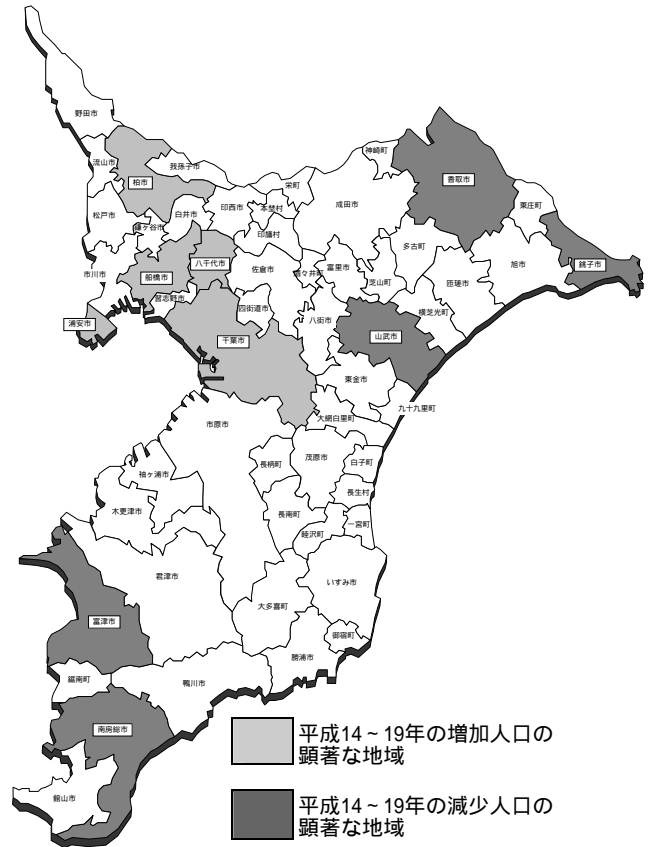 野田市
神崎町
流山市
我孫子市
香取市
柏市
栄町
東庄町
成田市
松戸市
白井市
印西市
本埜村
鎌ヶ谷市
印旛村
多古町
八千代市
佐倉市
富里市
旭市
銚子市
市川市
船橋市
芝山町
匝瑳市
習志野市
四街道市
横芝光町
浦安市
八街市
千葉市
山武市
東金市
九十九里町
市原市
大網白里町
長柄町
茂原市
白子町
袖ヶ浦市
長生村
木更津市
長南町
睦沢町
一宮町
君津市
いすみ市
大多喜町
富津市
御宿町
勝浦市
鋸南町
鴨川市
南房総市
館山市
平成14~19年の増加人口の
顕著な地域
平成14~19年の減少人口の
顕著な地域